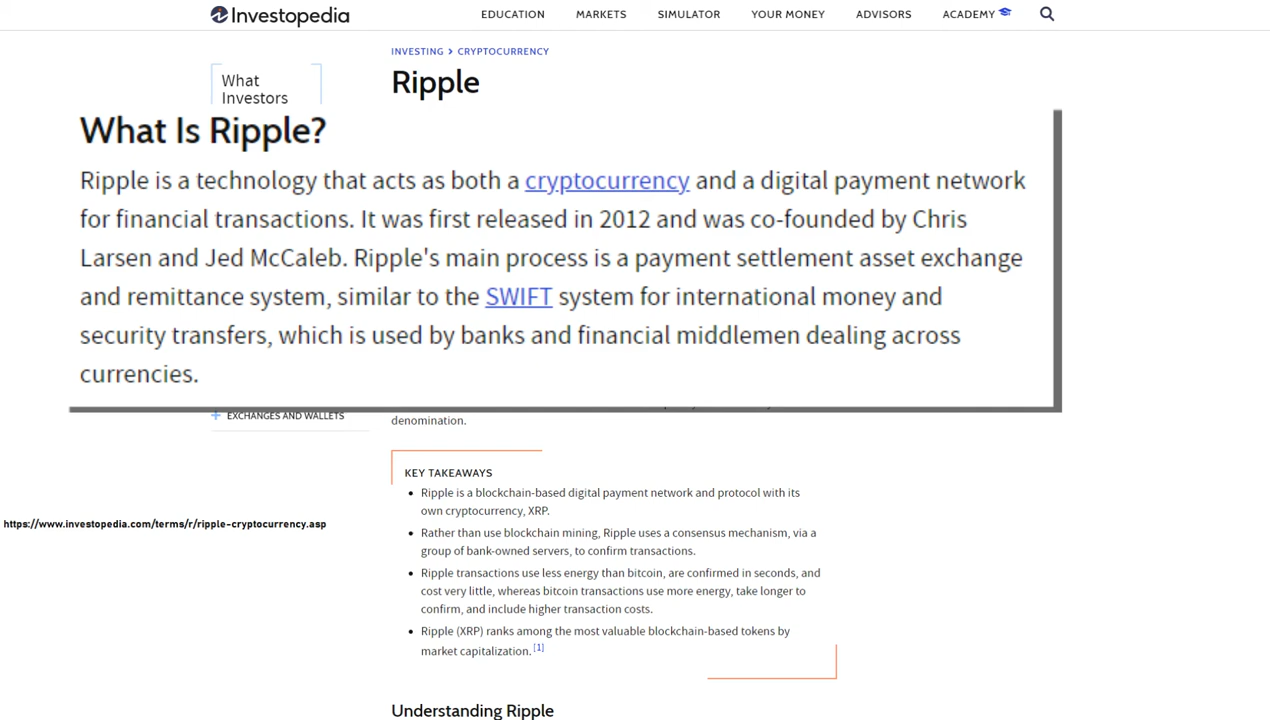 Investopedia
EDUCATION MARKETS SIMULATOR YOUR MONEY ADVISORS ACADEMY
INVESTING > CRYPTOCURRENCY
Ripple
What
Investors
What Is Ripple?
Ripple is a technology that acts as both a cryptocurrency and a digital payment network
for financial transactions. It was first released in 2012 and was co-founded by Chris
Larsen and Jed McCaleb. Ripple's main process is a payment settlement asset exchange
and remittance system, similar to the SWIFT system for international money and
security transfers, which is used by banks and financial middlemen dealing across
currencies.
+ EXCHANGES AND WALLETS
denomination.
KEY TAKEAWAYS
• Ripple is a blockchain-based digital payment network and protocol with its
own cryptocurrency, XRP.
• Rather than use blockchain mining, Ripple uses a consensus mechanism, via a
group of bank-owned servers, to confirm transactions.
https://www.investopedia.com/terms/r/ripple-cryptocurrency.asp
• Ripple transactions use less energy than bitcoin, are confirmed in seconds, and
cost very little, whereas bitcoin transactions use more energy, take longer to
confirm, and include higher transaction costs.
• Ripple (XRP) ranks among the most valuable blockchain-based tokens by
market capitalization. [1]
Understanding Ripple